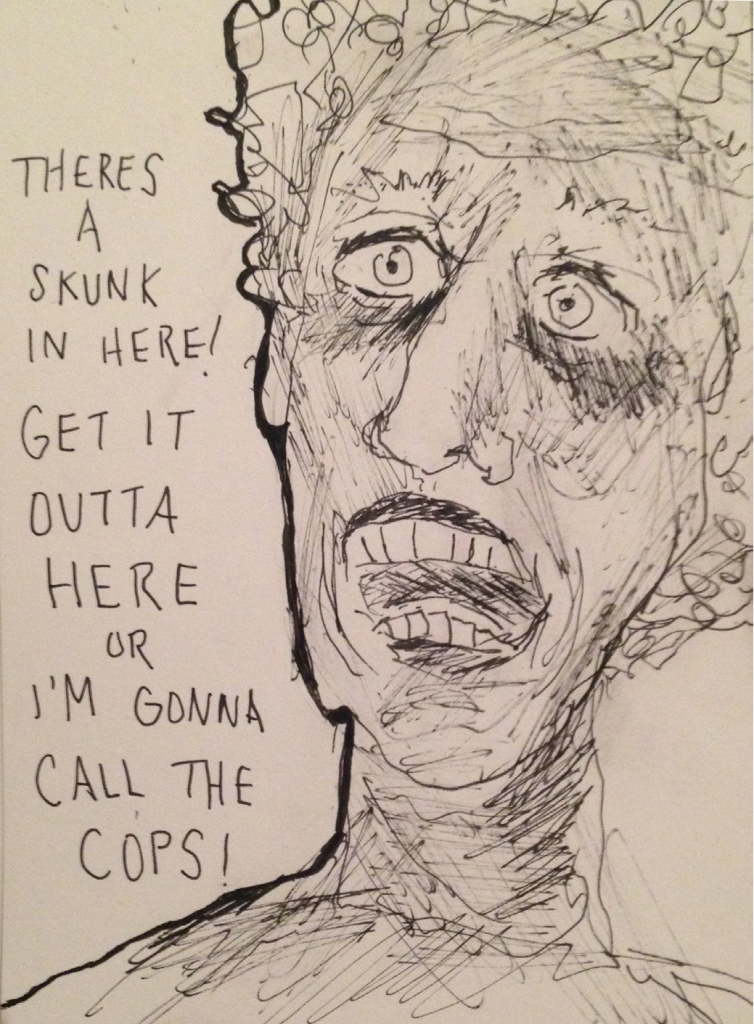 THERES
A
SKUNK
IN HERE!
GET IT
OUTTA
HERE
OR
I'M GONNA
CALL THE
COPS!